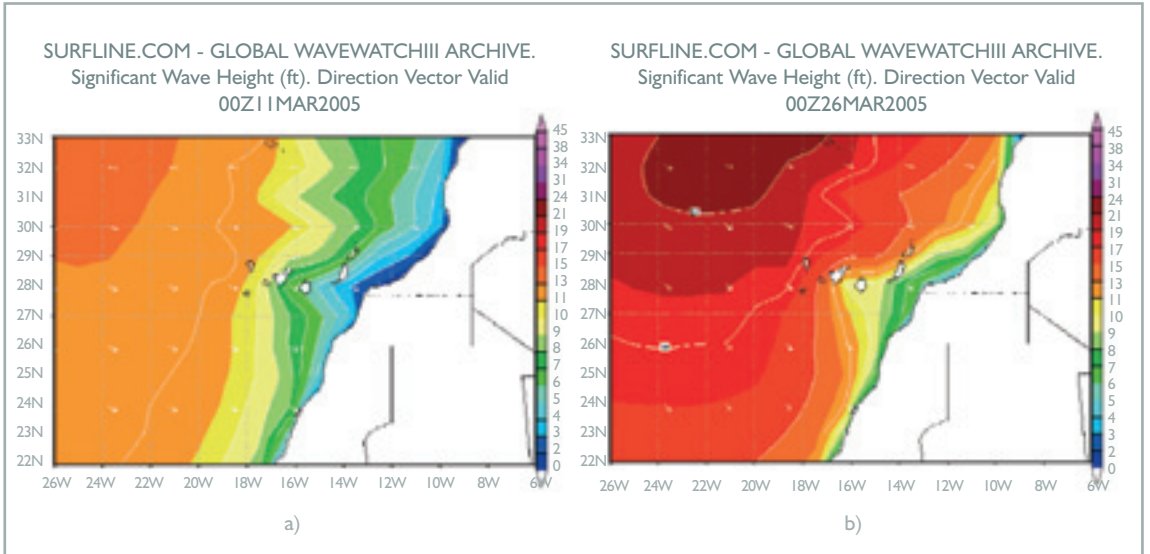 SURFLINE.COM - GLOBAL WAVEWATCHIII ARCHIVE.
Significant Wave Height (ft). Direction Vector Valid
00Z11MAR2005
33N
32N
31N
30N
29N
28N
27N
26N
25N
24N
23N
22N
26W 24W 22W 20W 18W 16W 14W 12W 10W 8W 6W
45
38
34
31
24
21
19
17
15
13
11
10
9
8
7
6
5
4
3
2
0
a)
SURFLINE.COM - GLOBAL WAVEWATCHIII ARCHIVE.
Significant Wave Height (ft). Direction Vector Valid
00Z26MAR2005
33N
32N
31N
30N
29N
28N
27N
26N
25N
24N
23N
22N
26W 24W 22W 20W 18W 16W 14W 12W 10W 8W 6W
45
38
34
31
24
21
19
17
15
13
11
10
9
8
7
6
5
4
3
2
0
b)